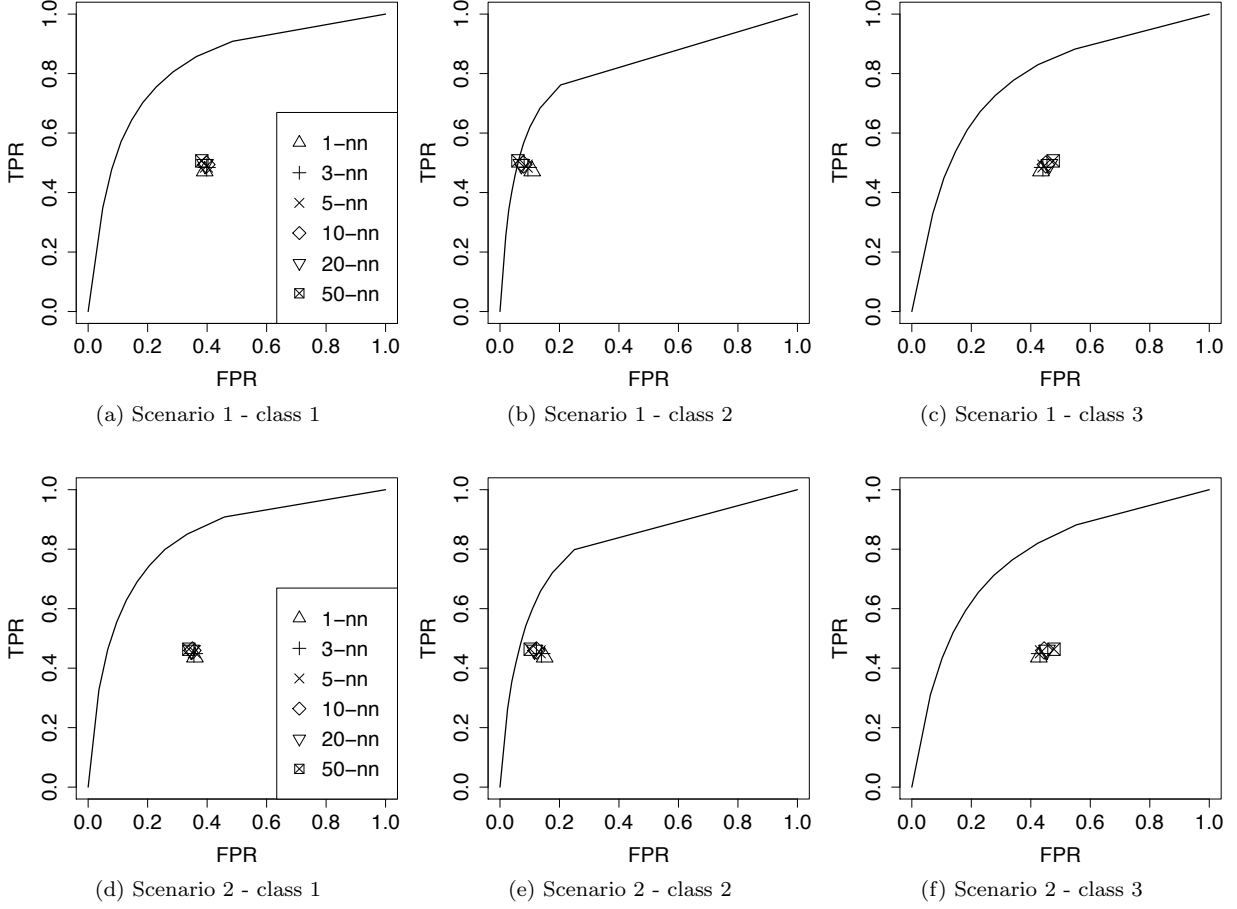 TPR
0.0 0.2 0.4 0.6 0.8 1.0
1-nn
3-nn
5-nn
10-nn
20-nn
50-nn
0.0 0.2 0.4 0.6 0.8 1.0
FPR
(a) Scenario 1 - class 1
TPR
0.0 0.2 0.4 0.6 0.8 1.0
0.0 0.2 0.4 0.6 0.8 1.0
FPR
(b) Scenario 1 - class 2
TPR
0.0 0.2 0.4 0.6 0.8 1.0
0.0 0.2 0.4 0.6 0.8 1.0
FPR
(c) Scenario 1 - class 3
TPR
0.0 0.2 0.4 0.6 0.8 1.0
1-nn
3-nn
5-nn
10-nn
20-nn
50-nn
0.0 0.2 0.4 0.6 0.8 1.0
FPR
(d) Scenario 2 - class 1
TPR
0.0 0.2 0.4 0.6 0.8 1.0
0.0 0.2 0.4 0.6 0.8 1.0
FPR
(e) Scenario 2 - class 2
TPR
0.0 0.2 0.4 0.6 0.8 1.0
0.0 0.2 0.4 0.6 0.8 1.0
FPR
(f) Scenario 2 - class 3